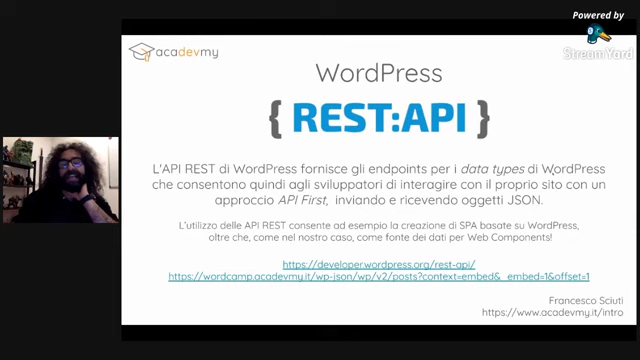 Powered by
StreamYard
acadevmy
WordPress
{ REST:API }
L'API REST di WordPress fornisce gli endpoints per i data types di WordPress
che consentono quindi agli sviluppatori di interagire con il proprio sito con un
approccio API First, inviando e ricevendo oggetti JSON.
L'utilizzo delle API REST consente ad esempio la creazione di SPA basate su WordPress,
oltre che, come nel nostro caso, come fonte dei dati per Web Components!
https://developer.wordpress.org/rest-api/
https://wordcamp.acadevmy.it/wp-json/wp/v2/posts?context=embed&_embed=1&offset=1
Francesco Sciuti
https://www.acadevmy.it/intro